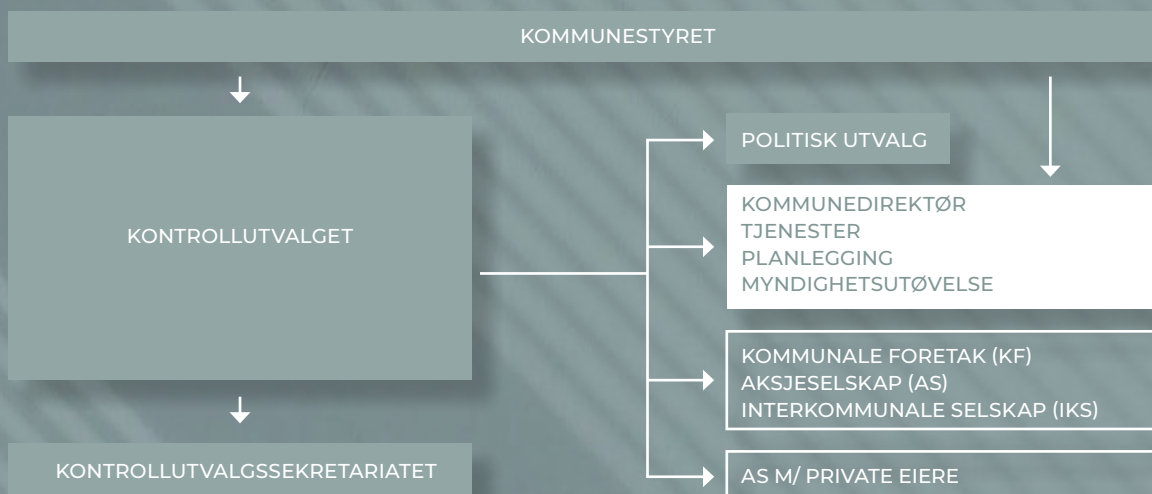 KOMMUNESTYRET
KONTROLLUTVALGET
KONTROLLUTVALGSSEKRETARIATET
POLITISK UTVALG
KOMMUNEDIREKTØR
TJENESTER
PLANLEGGING
MYNDIGHETSUTØVELSE
KOMMUNALE FORETAK (KF)
AKSJESELSKAP (AS)
INTERKOMMUNALE SELSKAP (IKS)
AS M/ PRIVATE EIERE